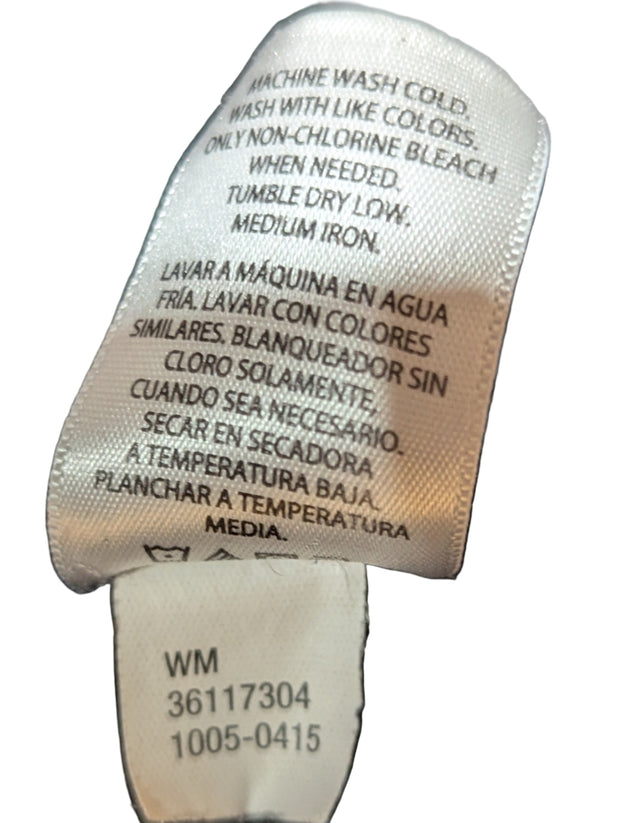 MACHINE WASH COLD.
WASH WITH LIKE COLORS.
ONLY NON-CHLORINE BLEACH
WHEN NEEDED.
TUMBLE DRY LOW.
MEDIUM IRON.
LAVAR A MÁQUINA EN AGUA
FRÍA. LAVAR CON COLORES
SIMILARES. BLANQUEADOR SIN
CLORO SOLAMENTE,
CUANDO SEA NECESARIO.
SECAR EN SECADORA
A TEMPERATURA BAJA.
PLANCHAR A TEMPERATURA
MEDIA.
WM
36117304
1005-0415